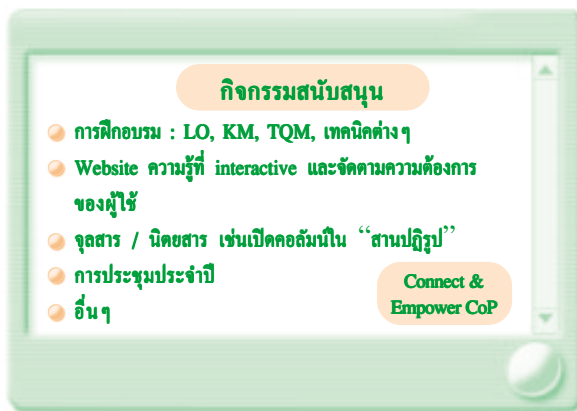 กิจกรรมสนับสนุน
การฝึกอบรม : LO, KM, TQM, เทคนิคต่างๆ
Website ความรู้ที่ interactive และจัดตามความต้องการ
ของผู้ใช้
จุลสาร / นิตยสาร เช่นเปิดคอลัมน์ใน “สานปฏิรูป”
การประชุมประจำปี
อื่นๆ
Connect &
Empower CoP